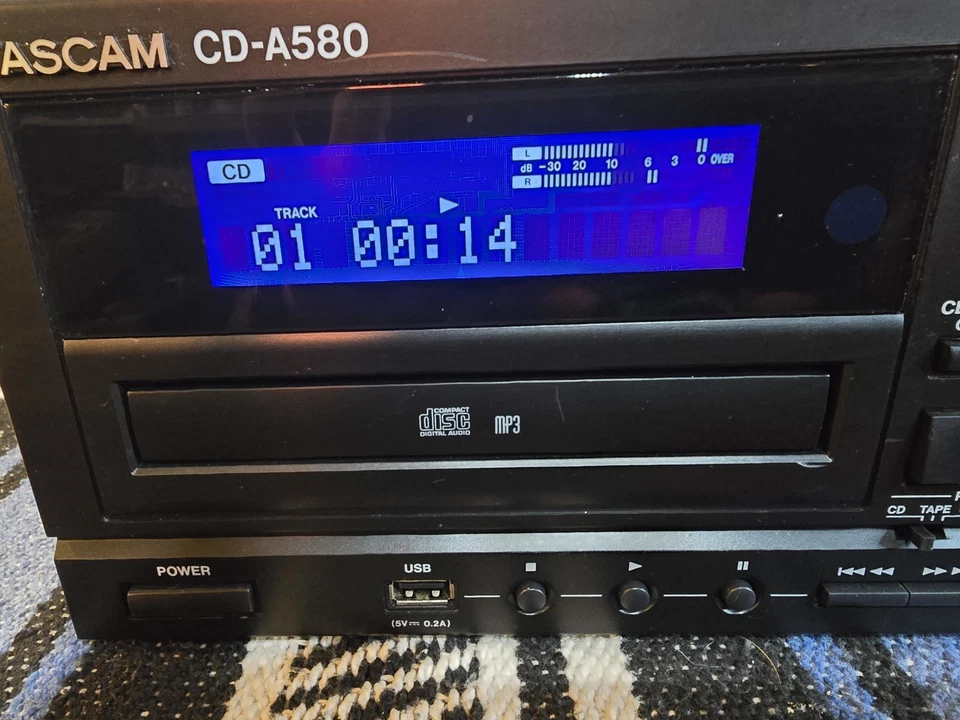 ASCAM CD-A580
CD
L
dB -30 20 10 6 3 0 OVER
R
TRACK
01 00:14
COMPACT
disc
DIGITAL AUDIO
MP3
CD TAPE
POWER
USB
(5V 0.2A)